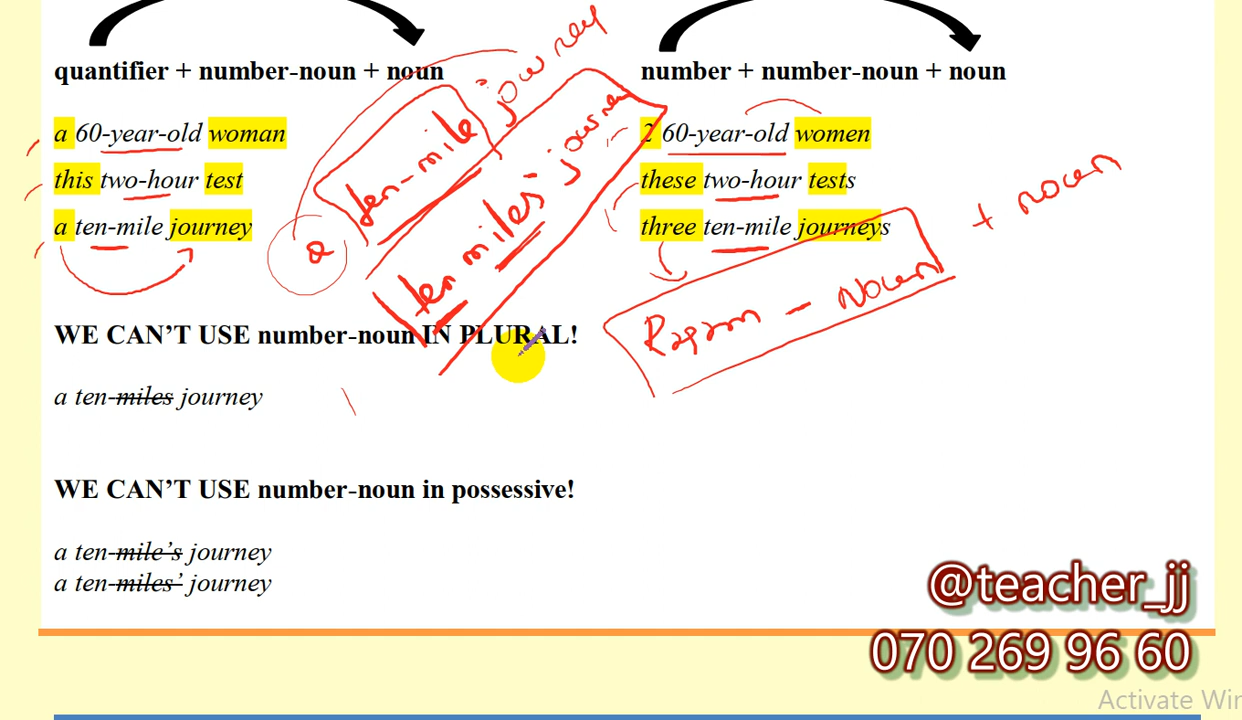 quantifier + number-noun + noun
a 60-year-old woman
this two-hour test
a ten-mile journey
number + number-noun + noun
2 60-year-old women
these two-hour tests
three ten-mile journeys
a ten-mile journey
ten miles-journey
+ noun
- Noun
WE CAN’T USE number-noun IN PLURAL!
a ten-miles journey
WE CAN’T USE number-noun in possessive!
a ten-mile’s journey
a ten-miles’ journey
@teacher_jj
070 269 96 60
Activate Wir